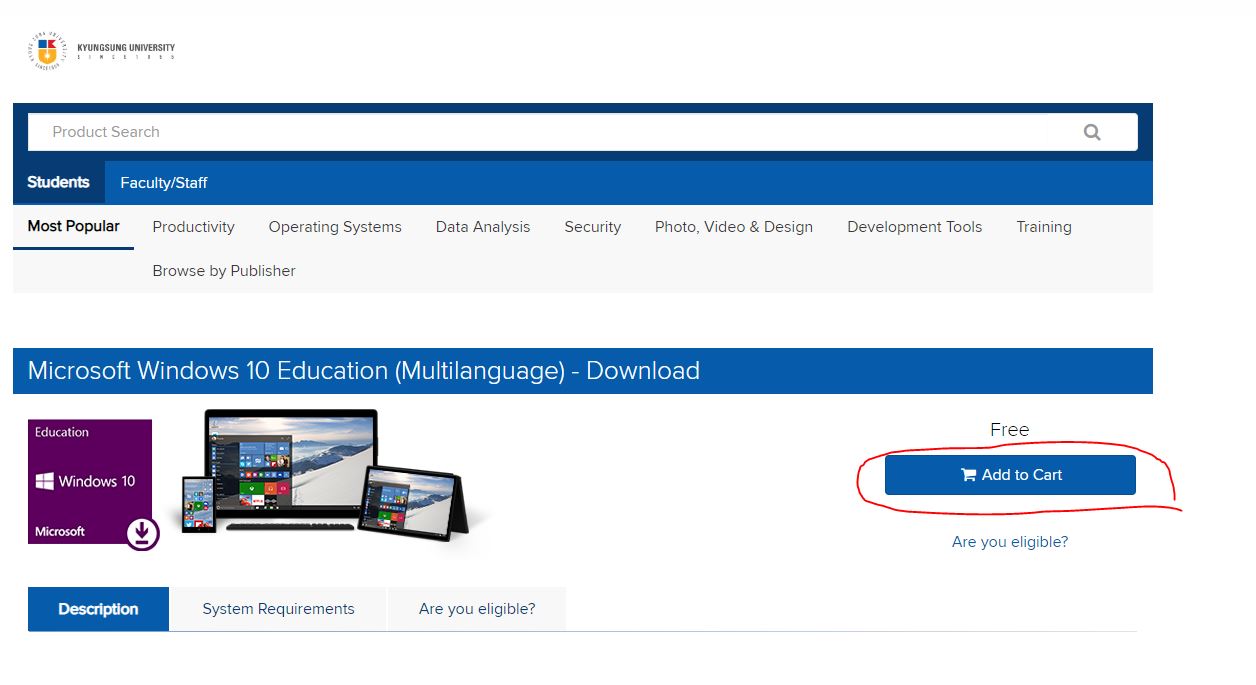 KYUNGSUNG UNIVERSITY
SINCE 1955
Product Search
Students Faculty/Staff
Most Popular Productivity Operating Systems Data Analysis Security Photo, Video & Design Development Tools Training
Browse by Publisher
Microsoft Windows 10 Education (Multilanguage) - Download
Education
Windows 10
Microsoft
Free
Add to Cart
Are you eligible?
Description System Requirements Are you eligible?